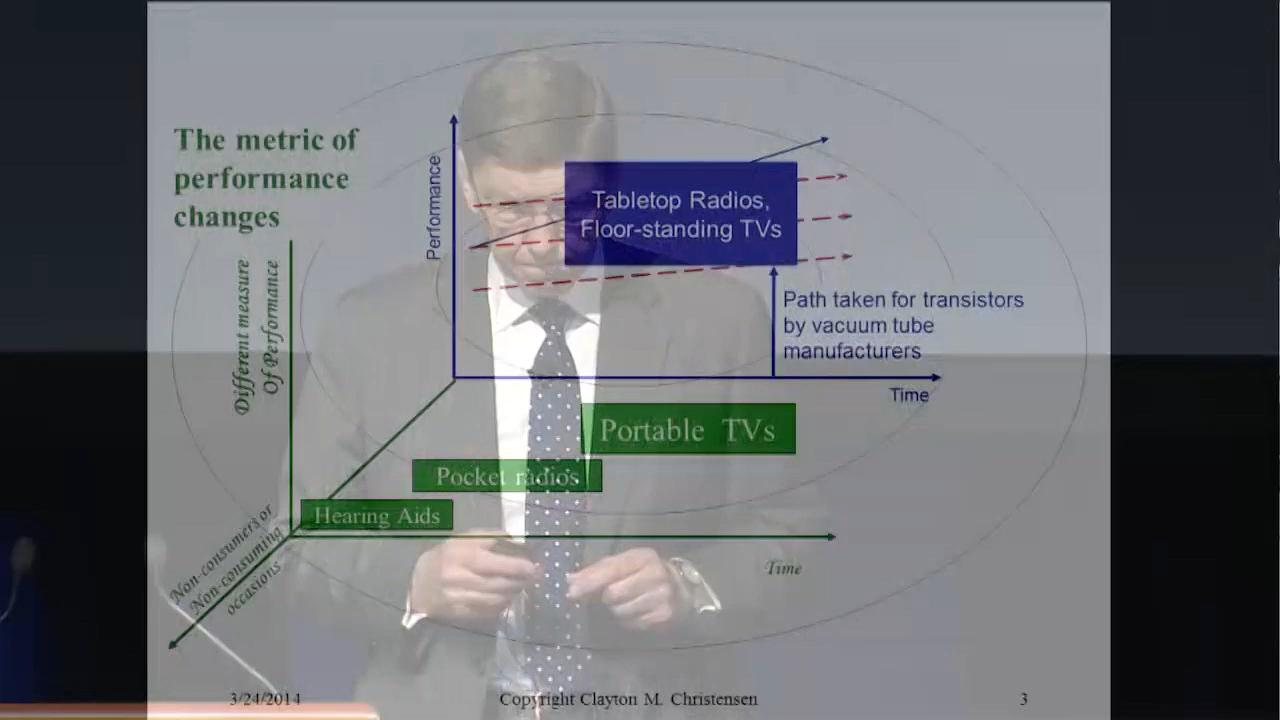 The metric of
performance
changes
Performance
Tabletop Radios,
Floor-standing TVs
Different measure
Of Performance
Path taken for transistors
by vacuum tube
manufacturers
Time
Portable TVs
Pocket radios
Hearing Aids
Non-consumers or
Non-consuming
occasions
Time
3/24/2014
Copyright Clayton M. Christensen
3